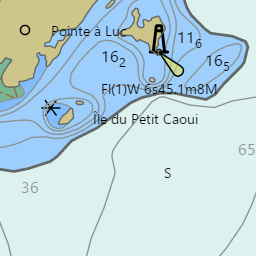 Pointe à Luc
11₆
16₂
16₅
Fl(1)W 6s45.1m8M
Île du Petit Caoui
65
S
36